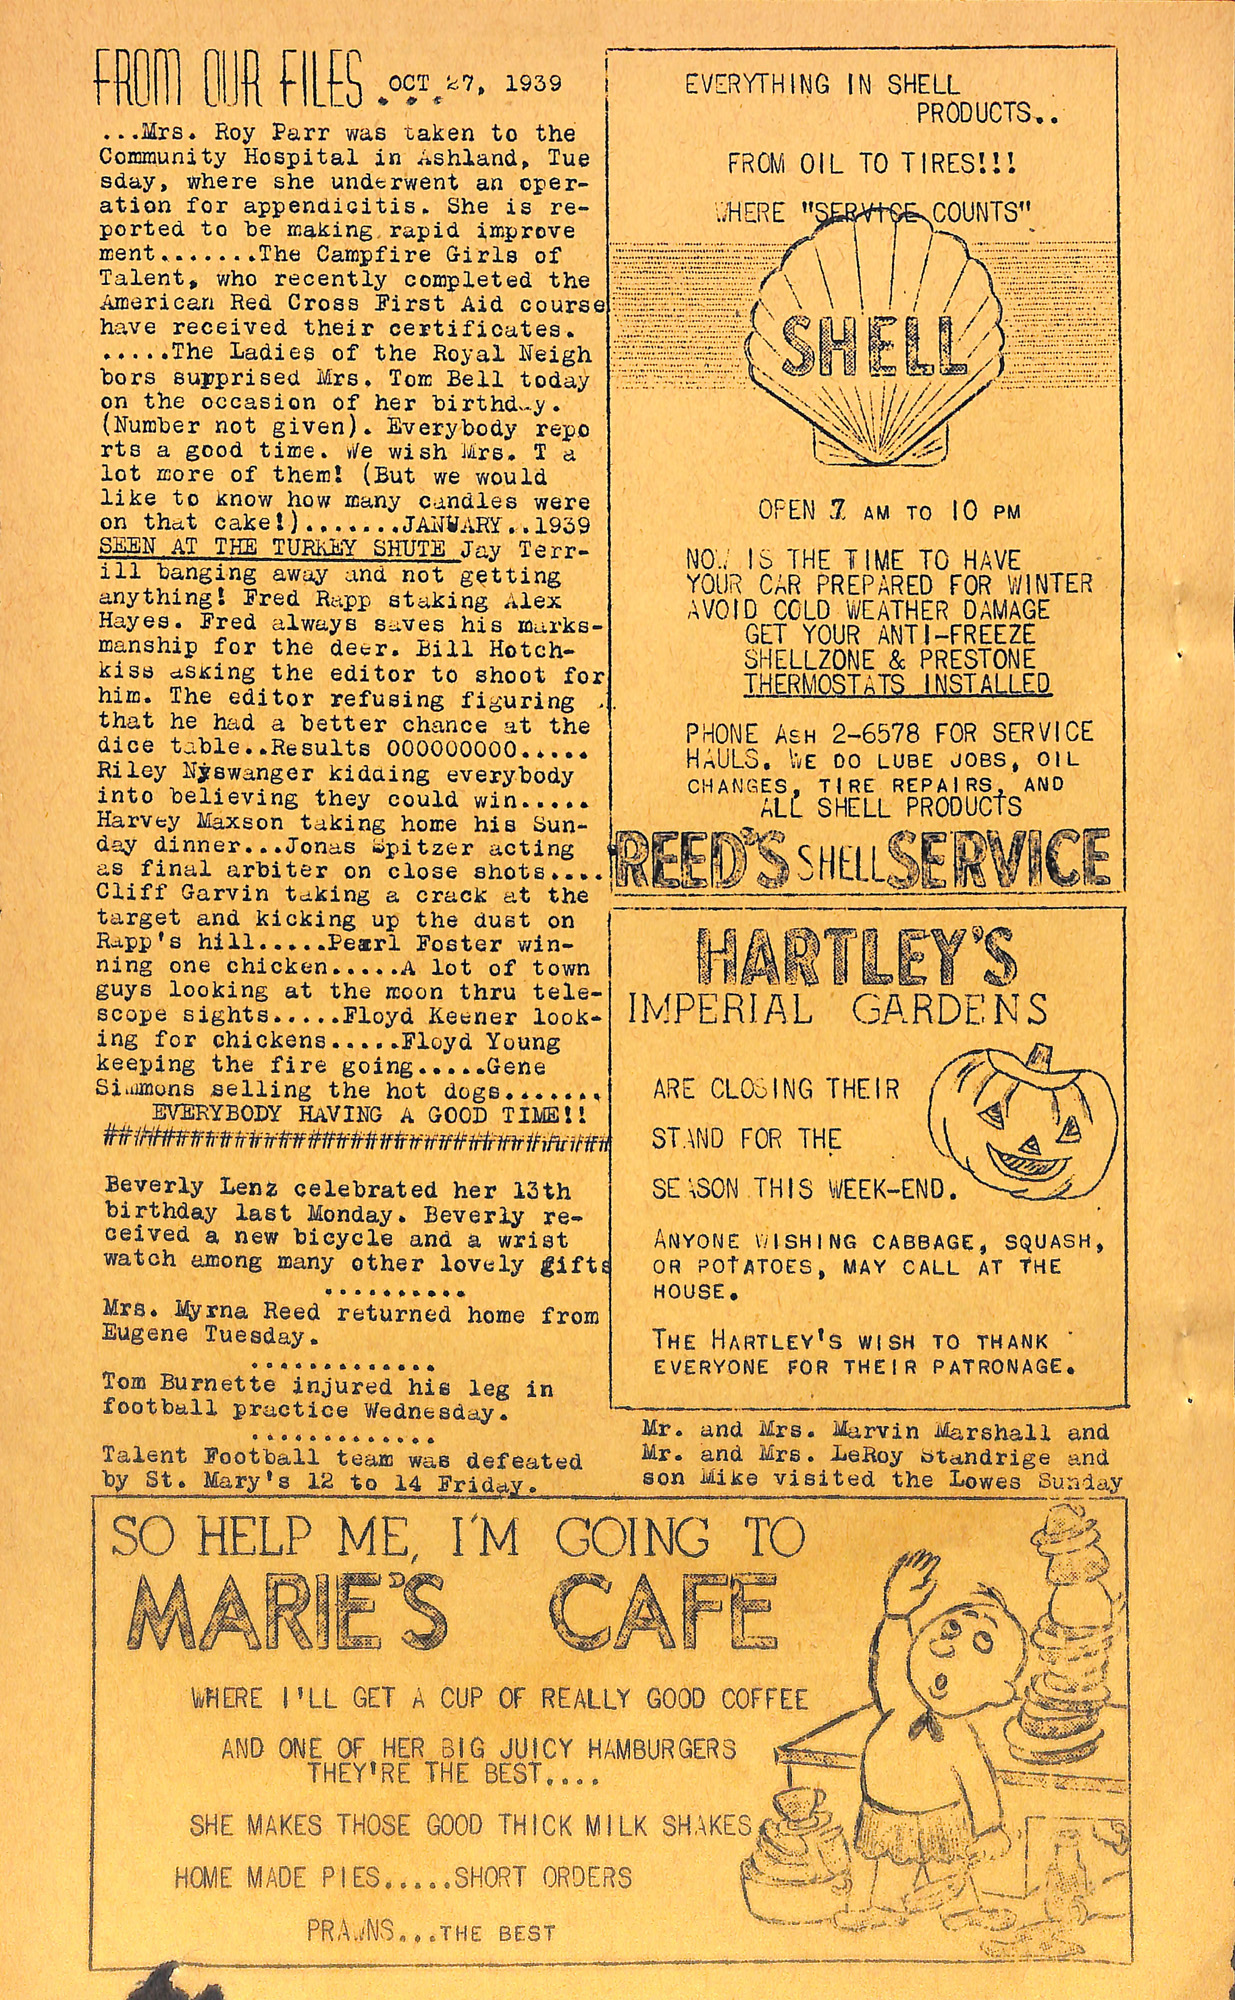 FROM OUR FILES.... OCT 27, 1939
...Mrs. Roy Parr was taken to the
Community Hospital in Ashland, Tue
sday, where she underwent an oper-
ation for appendicitis. She is re-
ported to be making rapid improve
ment.......The Campfire Girls of
Talent, who recently completed the
American Red Cross First Aid course
have received their certificates.
.....The Ladies of the Royal Neigh
bors surprised Mrs. Tom Bell today
on the occasion of her birthday.
(Number not given). Everybody repo
rts a good time. We wish Mrs. T a
lot more of them! (But we would
like to know how many candles were
on that cake!).......JANUARY..1939
SEEN AT THE TURKEY SHUTE Jay Terr-
ill banging away and not getting
anything! Fred Rapp staking Alex
Hayes. Fred always saves his marks-
manship for the deer. Bill Hotch-
kiss asking the editor to shoot for
him. The editor refusing figuring
that he had a better chance at the
dice table..Results 000000000.....
Riley Nyswanger kidding everybody
into believing they could win.....
Harvey Maxson taking home his Sun-
day dinner...Jonas Spitzer acting
as final arbiter on close shots....
Cliff Garvin taking a crack at the
target and kicking up the dust on
Rapp's hill.....Pearl Foster win-
ning one chicken.....A lot of town
guys looking at the moon thru tele-
scope sights.....Floyd Keener look-
ing for chickens.....Floyd Young
keeping the fire going.....Gene
Simmons selling the hot dogs.......
EVERYBODY HAVING A GOOD TIME!!
###################################
Beverly Lenz celebrated her 13th
birthday last Monday. Beverly re-
ceived a new bicycle and a wrist
watch among many other lovely gifts
..........
Mrs. Myrna Reed returned home from
Eugene Tuesday.
.............
Tom Burnette injured his leg in
football practice Wednesday.
.............
Talent Football team was defeated
by St. Mary's 12 to 14 Friday.
EVERYTHING IN SHELL
PRODUCTS..
FROM OIL TO TIRES!!!
WHERE "SERVICE COUNTS"
SHELL
OPEN 7 AM TO 10 PM
NOW IS THE TIME TO HAVE
YOUR CAR PREPARED FOR WINTER
AVOID COLD WEATHER DAMAGE
GET YOUR ANTI-FREEZE
SHELLZONE & PRESTONE
THERMOSTATS INSTALLED
PHONE ASH 2-6578 FOR SERVICE
HAULS. WE DO LUBE JOBS, OIL
CHANGES, TIRE REPAIRS, AND
ALL SHELL PRODUCTS
REED'S SHELL SERVICE
HARTLEY'S
IMPERIAL GARDENS
ARE CLOSING THEIR
STAND FOR THE
SEASON THIS WEEK-END.
ANYONE WISHING CABBAGE, SQUASH,
OR POTATOES, MAY CALL AT THE
HOUSE.
THE HARTLEY'S WISH TO THANK
EVERYONE FOR THEIR PATRONAGE.
Mr. and Mrs. Marvin Marshall and
Mr. and Mrs. LeRoy Standrige and
son Mike visited the Lowes Sunday
SO HELP ME, I'M GOING TO
MARIE'S CAFE
WHERE I'LL GET A CUP OF REALLY GOOD COFFEE
AND ONE OF HER BIG JUICY HAMBURGERS
THEY'RE THE BEST....
SHE MAKES THOSE GOOD THICK MILK SHAKES
HOME MADE PIES.....SHORT ORDERS
PRAWNS...THE BEST